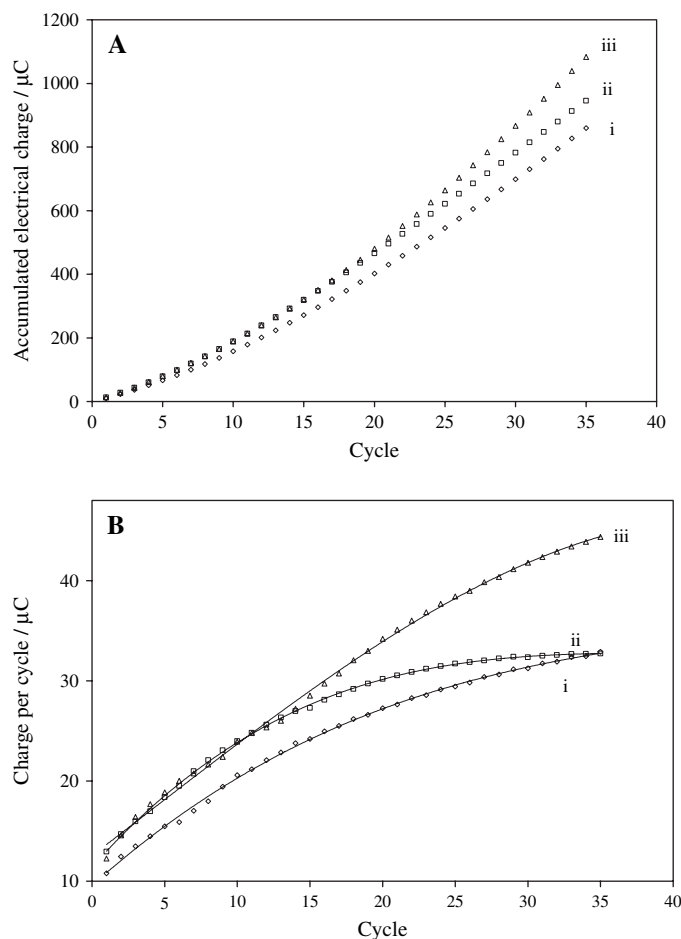 A
1200
1000
800
600
400
200
0
Accumulated electrical charge / µC
iii
ii
i
0 5 10 15 20 25 30 35 40
Cycle
B
40
30
20
10
Charge per cycle / µC
iii
ii
i
0 5 10 15 20 25 30 35 40
Cycle